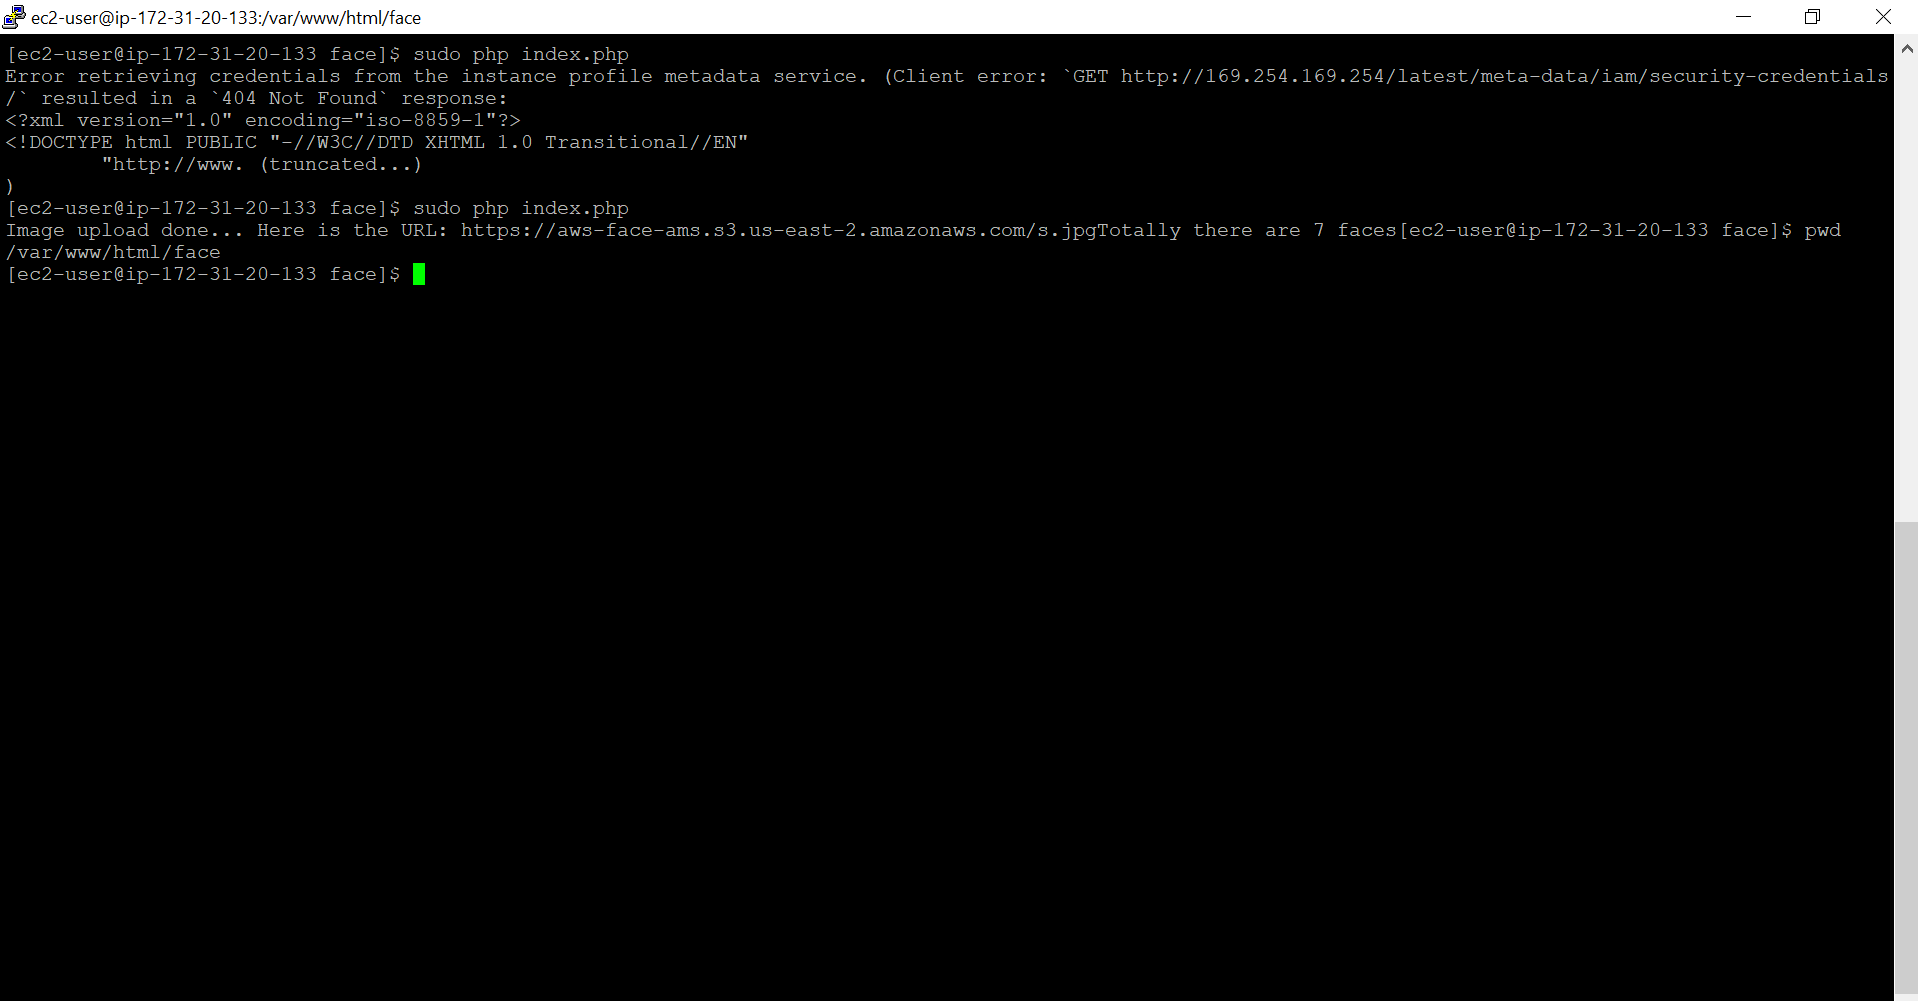 ec2-user@ip-172-31-20-133:/var/www/html/face
[ec2-user@ip-172-31-20-133 face]$ sudo php index.php
Error retrieving credentials from the instance profile metadata service. (Client error: `GET http://169.254.169.254/latest/meta-data/iam/security-credentials
/` resulted in a `404 Not Found` response:
<?xml version="1.0" encoding="iso-8859-1"?>
<!DOCTYPE html PUBLIC "-//W3C//DTD XHTML 1.0 Transitional//EN"
        "http://www. (truncated...)
)
[ec2-user@ip-172-31-20-133 face]$ sudo php index.php
Image upload done... Here is the URL: https://aws-face-ams.s3.us-east-2.amazonaws.com/s.jpgTotally there are 7 faces[ec2-user@ip-172-31-20-133 face]$ pwd
/var/www/html/face
[ec2-user@ip-172-31-20-133 face]$